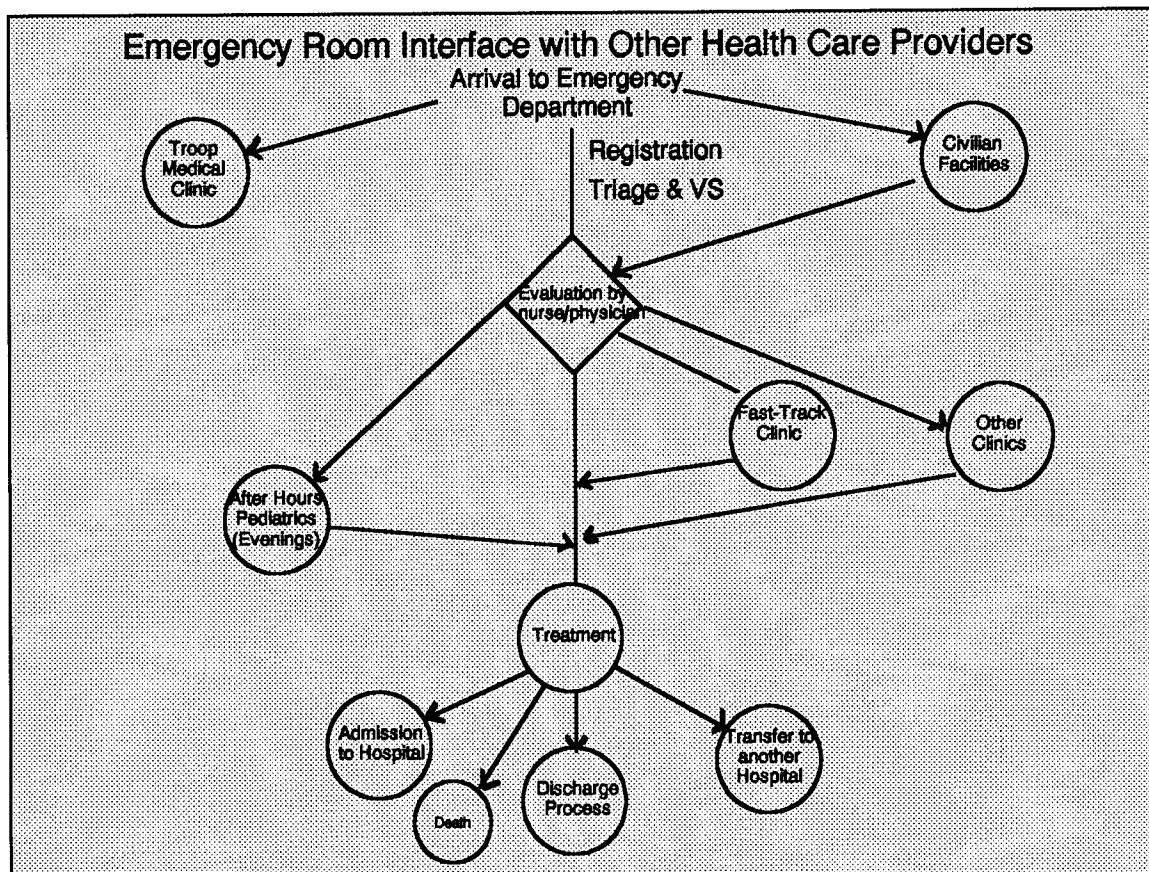 Emergency Room Interface with Other Health Care Providers
Arrival to Emergency
Department
Troop
Medical
Clinic
Registration
Triage & VS
Civilian
Facilities
Evaluation by
nurse/physician
Fast-Track
Clinic
Other
Clinics
After Hours
Pediatrics
(Evenings)
Treatment
Admission
to Hospital
Death
Discharge
Process
Transfer to
another
Hospital